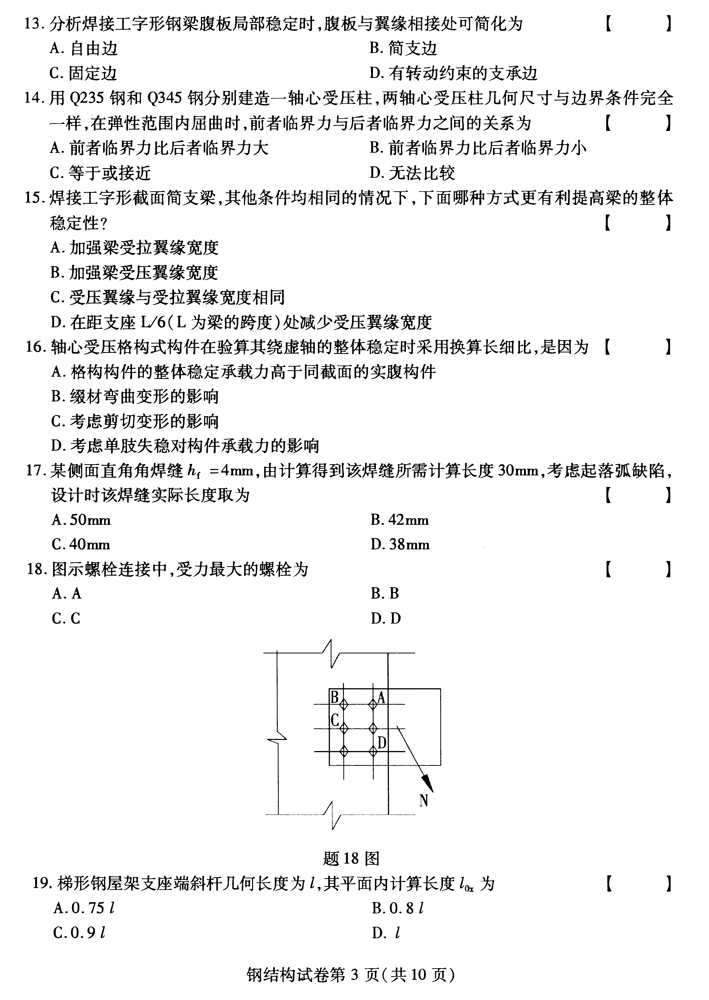 13. 分析焊接工字形钢梁腹板局部稳定时,腹板与翼缘相接处可简化为 【 】
A. 自由边 B. 简支边
C. 固定边 D. 有转动约束的支承边
14. 用 Q235 钢和 Q345 钢分别建造一轴心受压柱,两轴心受压柱几何尺寸与边界条件完全
一样,在弹性范围内屈曲时,前者临界力与后者临界力之间的关系为 【 】
A. 前者临界力比后者临界力大 B. 前者临界力比后者临界力小
C. 等于或接近 D. 无法比较
15. 焊接工字形截面简支梁,其他条件均相同的情况下,下面哪种方式更有利提高梁的整体
稳定性? 【 】
A. 加强梁受拉翼缘宽度
B. 加强梁受压翼缘宽度
C. 受压翼缘与受拉翼缘宽度相同
D. 在距支座 L/6(L 为梁的跨度)处减少受压翼缘宽度
16. 轴心受压格构式构件在验算其绕虚轴的整体稳定时采用换算长细比,是因为 【 】
A. 格构构件的整体稳定承载力高于同截面的实腹构件
B. 缀材弯曲变形的影响
C. 考虑剪切变形的影响
D. 考虑单肢失稳对构件承载力的影响
17. 某侧面直角角焊缝 hf =4mm,由计算得到该焊缝所需计算长度 30mm,考虑起落弧缺陷,
设计时该焊缝实际长度取为 【 】
A. 50mm B. 42mm
C. 40mm D. 38mm
18. 图示螺栓连接中,受力最大的螺栓为 【 】
A. A B. B
C. C D. D
B A
C
D
N
题 18 图
19. 梯形钢屋架支座端斜杆几何长度为 l,其平面内计算长度 l0x 为 【 】
A. 0. 75 l B. 0. 8 l
C. 0. 9 l D. l
钢结构试卷第 3 页(共 10 页)